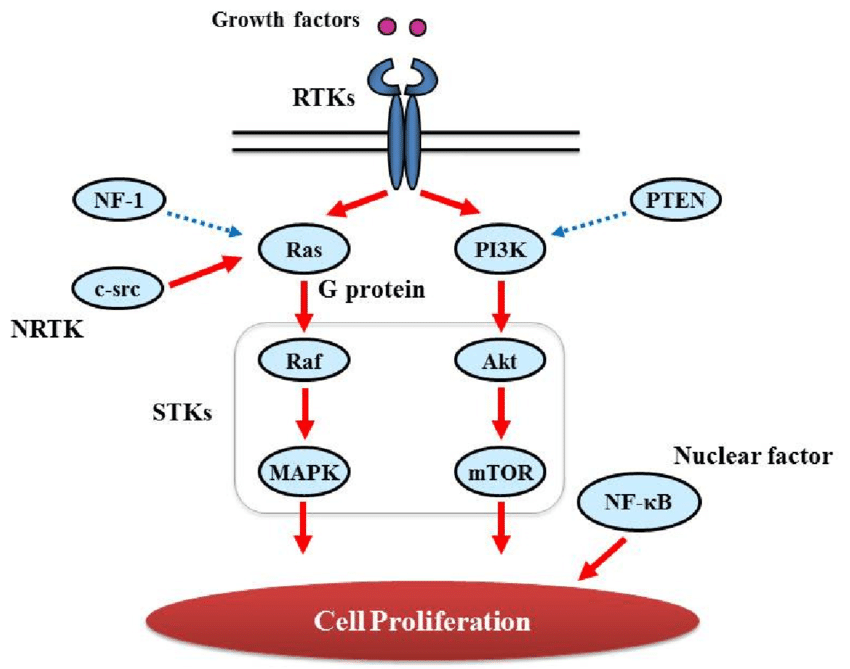 Growth factors
RTKs
NF-1
PTEN
Ras
PI3K
c-src
G protein
NRTK
Raf
Akt
STKs
MAPK
mTOR
Nuclear factor
NF-κB
Cell Proliferation